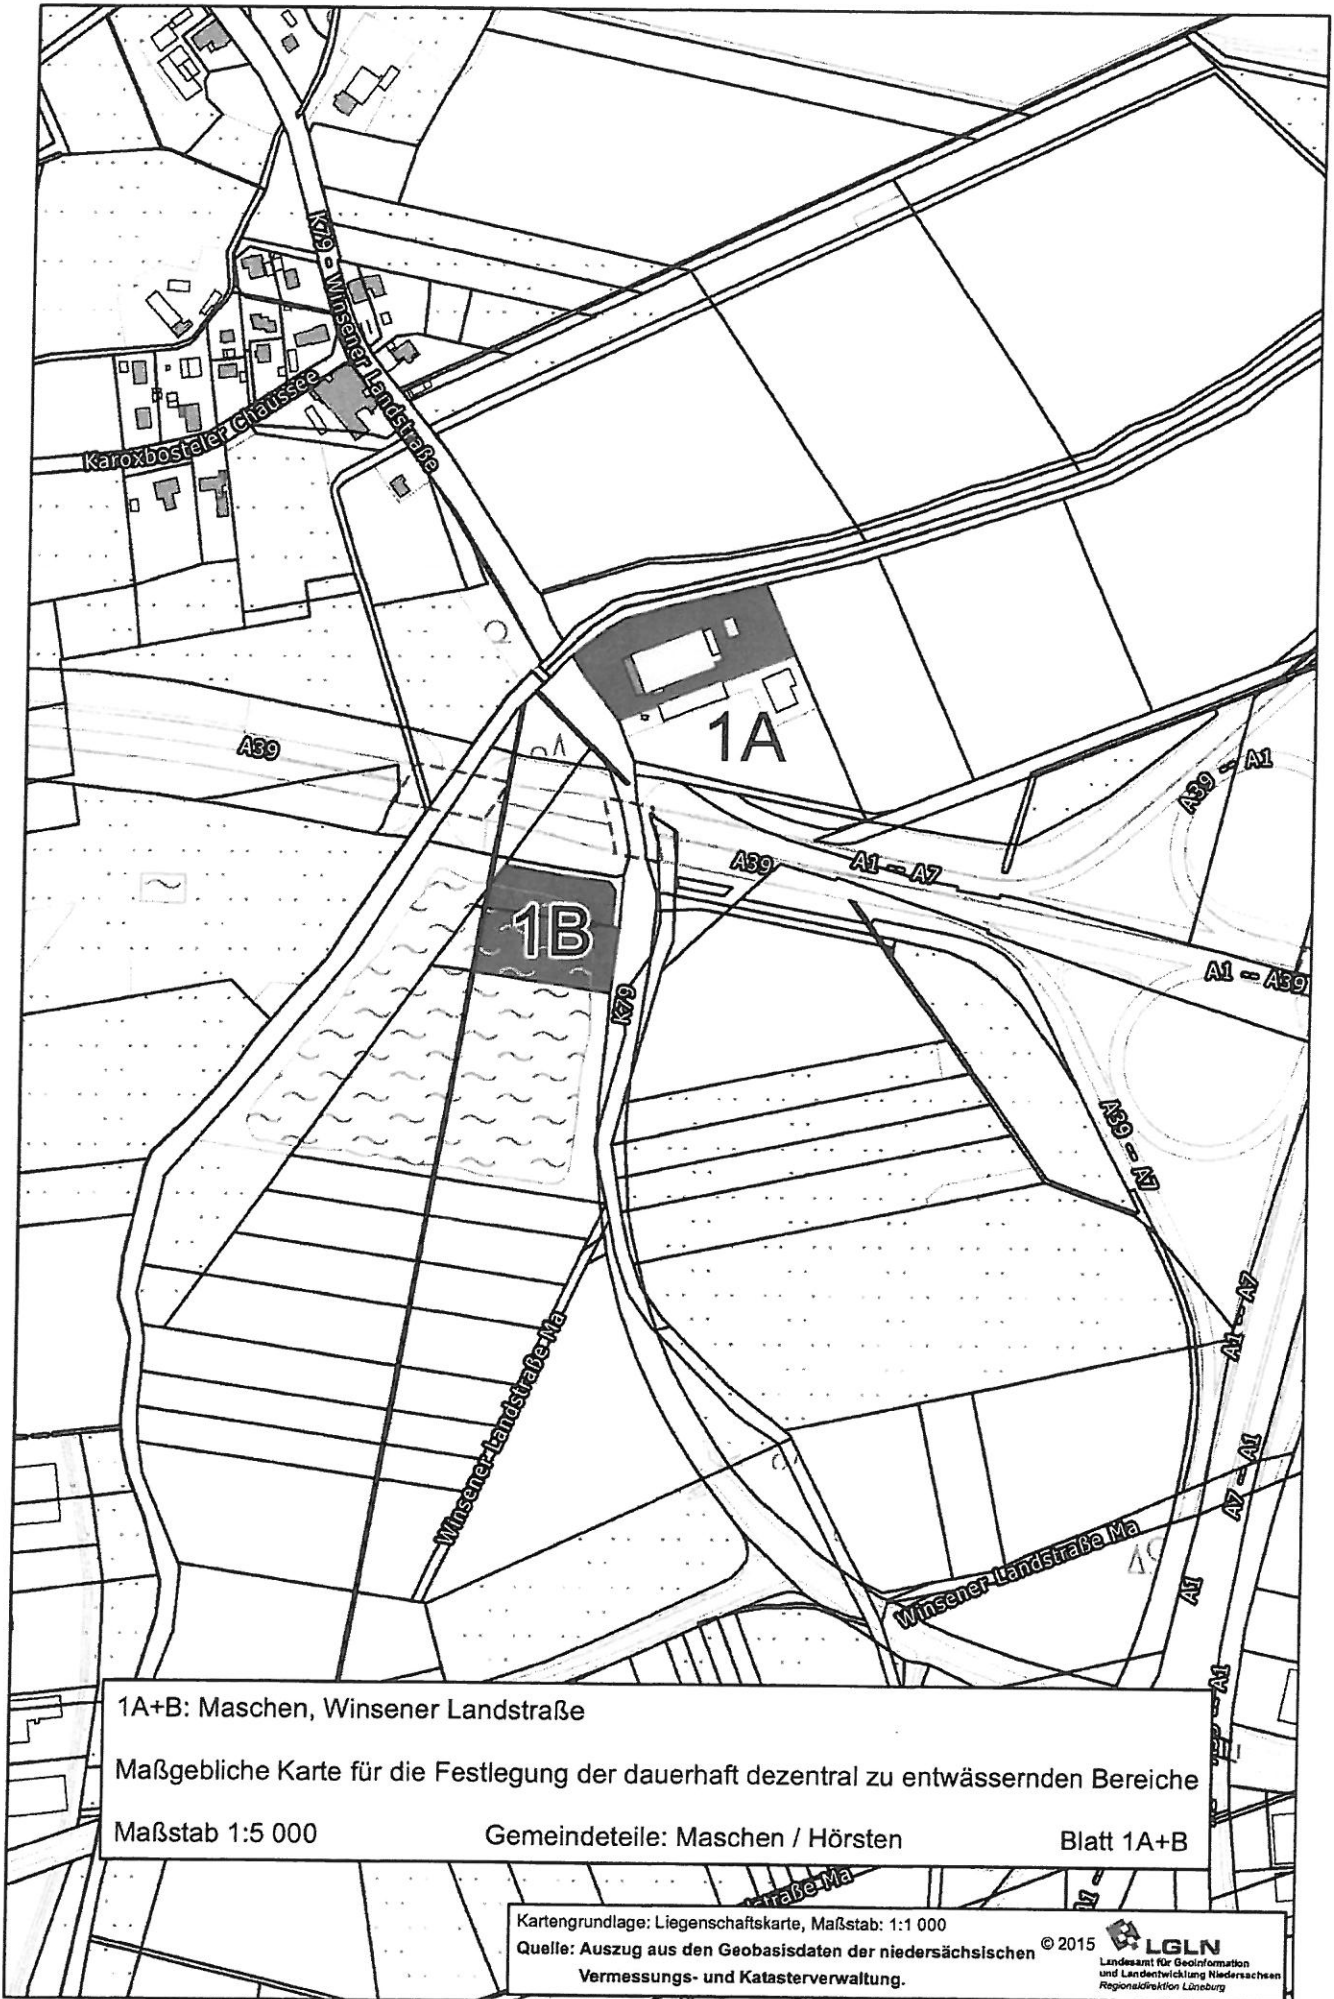 K79 - Winsener Landstraße
Karoxbosteler Chaussee
1A
A39
A39 -- A1
A39
A1 -- A7
1B
A1 -- A39
K79
A39 -- A7
A1 -- A7
Winsener-Landstraße-Ma
A7 -- A1
Winsener-Landstraße Ma
A1
1A+B: Maschen, Winsener Landstraße
Maßgebliche Karte für die Festlegung der dauerhaft dezentral zu entwässernden Bereiche
Maßstab 1:5 000 Gemeindeteile: Maschen / Hörsten Blatt 1A+B
straße-Ma
Kartengrundlage: Liegenschaftskarte, Maßstab: 1:1 000
Quelle: Auszug aus den Geobasisdaten der niedersächsischen
Vermessungs- und Katasterverwaltung.
© 2015
LGLN
Landesamt für Geoinformation
und Landentwicklung Niedersachsen
Regionaldirektion Lüneburg